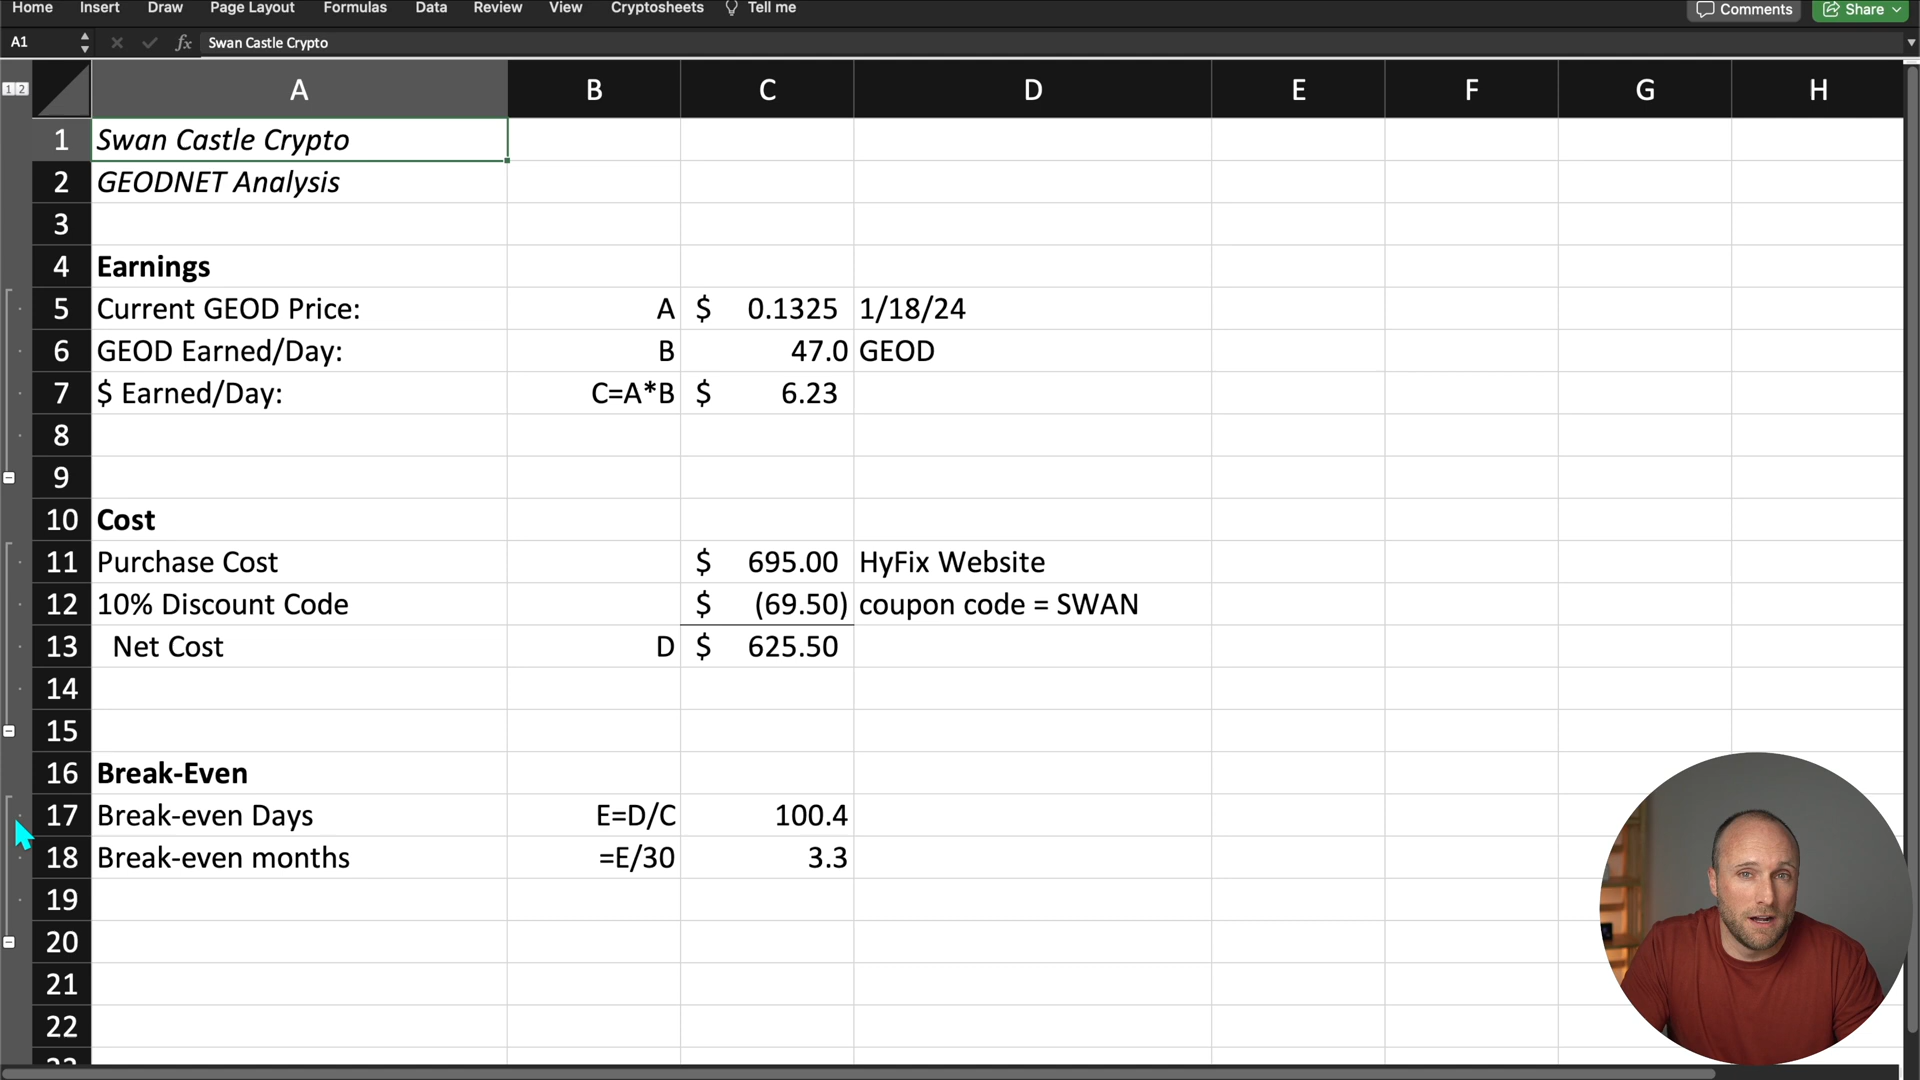 Home Insert Draw Page Layout Formulas Data Review View Cryptosheets Tell me Comments Share
A1 fx Swan Castle Crypto
1 2 A B C D E F G H
1 Swan Castle Crypto
2 GEODNET Analysis
3
4 Earnings
5 Current GEOD Price: A $ 0.1325 1/18/24
6 GEOD Earned/Day: B 47.0 GEOD
7 $ Earned/Day: C=A*B $ 6.23
8
9
10 Cost
11 Purchase Cost $ 695.00 HyFix Website
12 10% Discount Code $ (69.50) coupon code = SWAN
13 Net Cost D $ 625.50
14
15
16 Break-Even
17 Break-even Days E=D/C 100.4
18 Break-even months =E/30 3.3
19
20
21
22